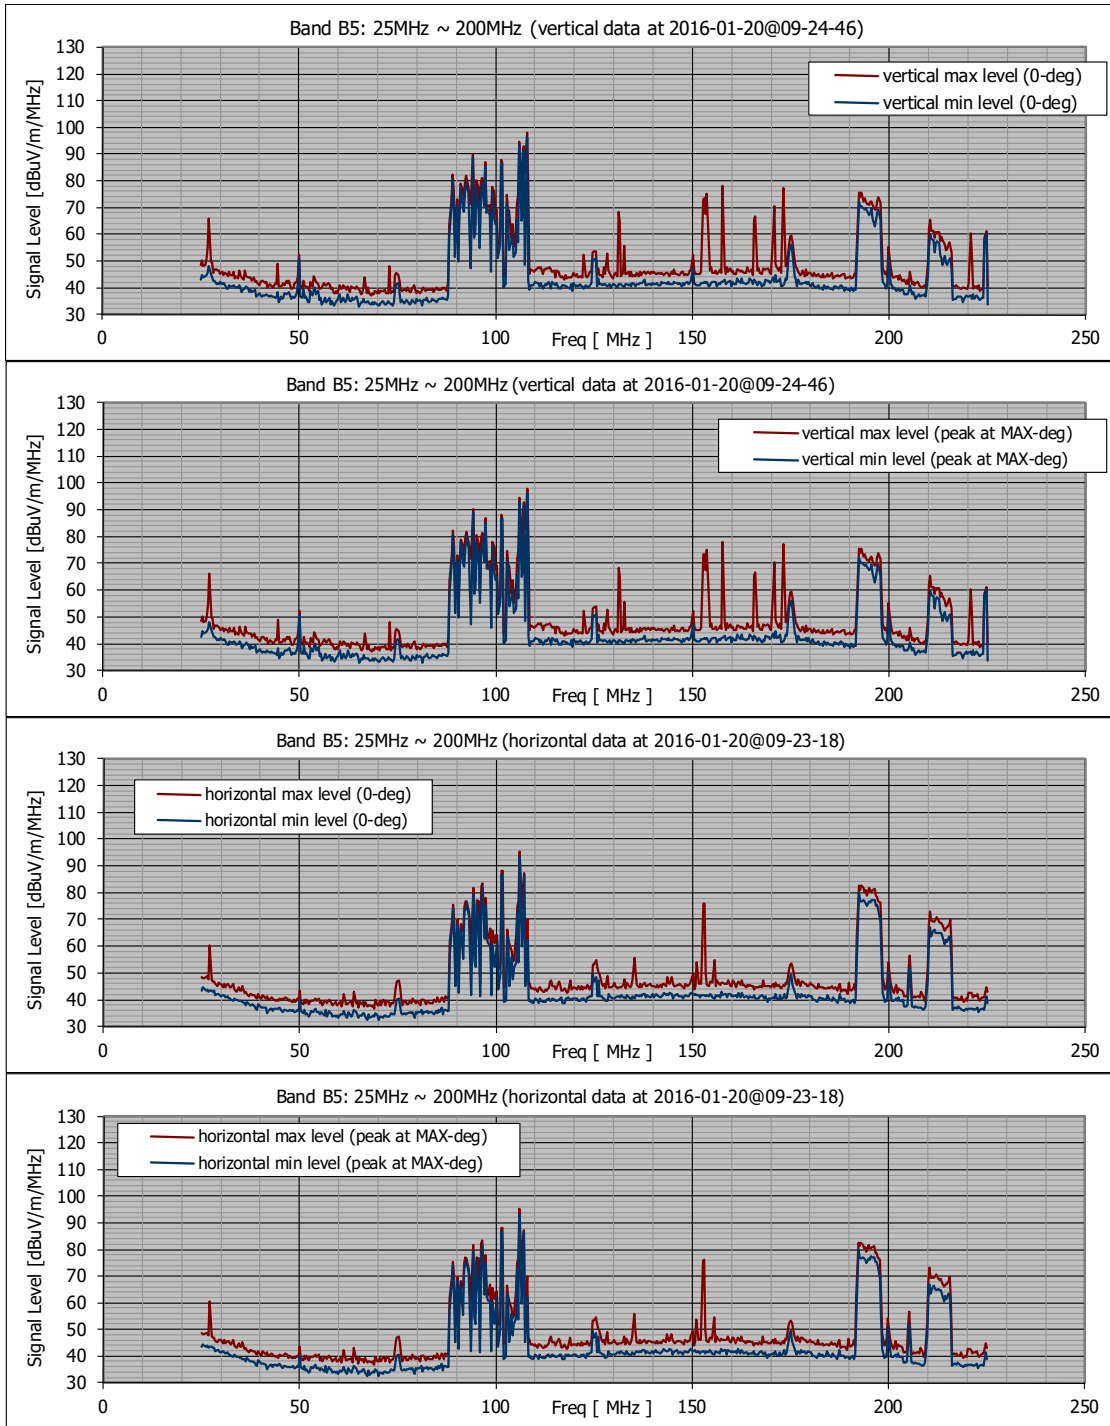 Band B5: 25MHz ~ 200MHz (vertical data at 2016-01-20@09-24-46)
130
120
110
100
90
80
70
60
50
40
30
Signal Level [dBuV/m/MHz]
vertical max level (0-deg)
vertical min level (0-deg)
0 50 100 150 200 250
Freq [ MHz ]
Band B5: 25MHz ~ 200MHz (vertical data at 2016-01-20@09-24-46)
130
120
110
100
90
80
70
60
50
40
30
Signal Level [dBuV/m/MHz]
vertical max level (peak at MAX-deg)
vertical min level (peak at MAX-deg)
0 50 100 150 200 250
Freq [ MHz ]
Band B5: 25MHz ~ 200MHz (horizontal data at 2016-01-20@09-23-18)
130
120
110
100
90
80
70
60
50
40
30
Signal Level [dBuV/m/MHz]
horizontal max level (0-deg)
horizontal min level (0-deg)
0 50 100 150 200 250
Freq [ MHz ]
Band B5: 25MHz ~ 200MHz (horizontal data at 2016-01-20@09-23-18)
130
120
110
100
90
80
70
60
50
40
30
Signal Level [dBuV/m/MHz]
horizontal max level (peak at MAX-deg)
horizontal min level (peak at MAX-deg)
0 50 100 150 200 250
Freq [ MHz ]